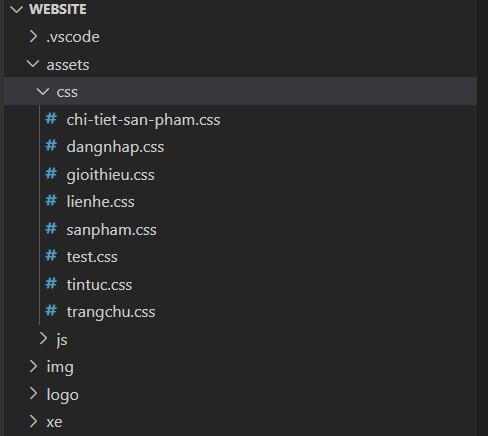 WEBSITE
.vscode
assets
css
# chi-tiet-san-pham.css
# dangnhap.css
# gioithieu.css
# lienhe.css
# sanpham.css
# test.css
# tintuc.css
# trangchu.css
js
img
logo
xe